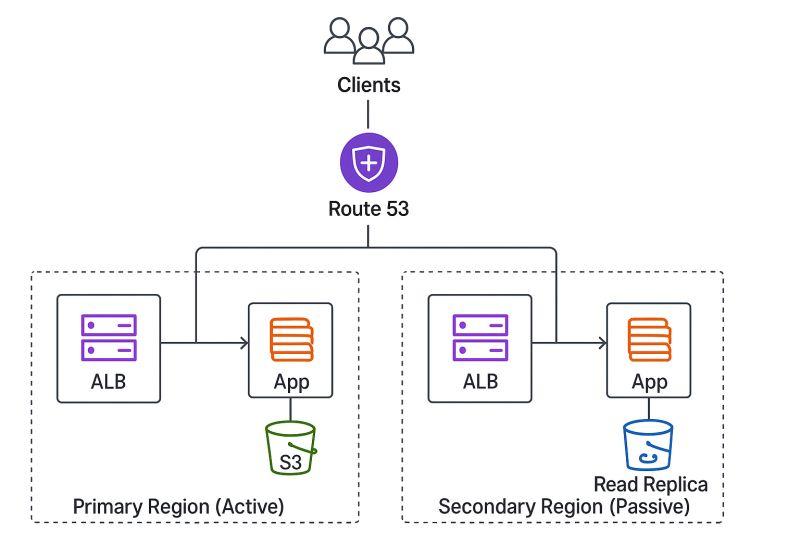 Clients
Route 53
ALB
App
S3
Primary Region (Active)
ALB
App
Read Replica
Secondary Region (Passive)